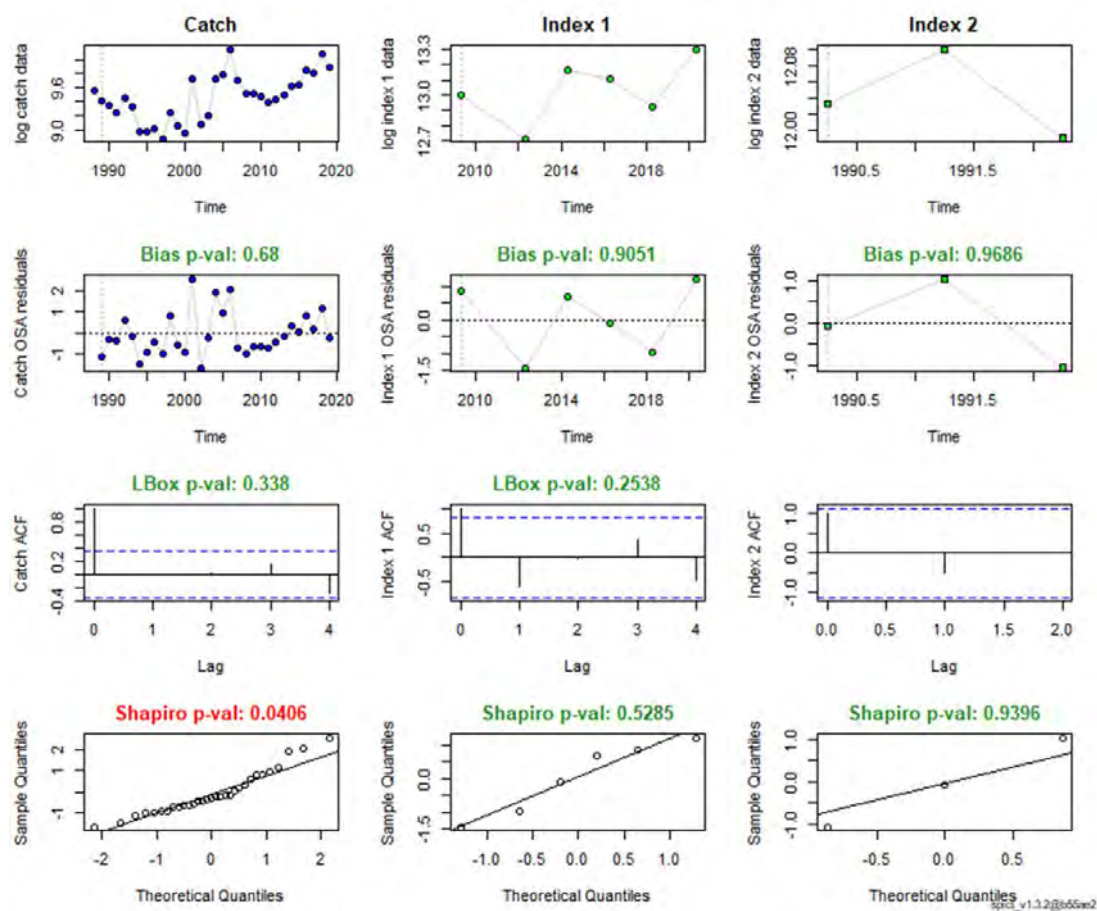 Catch
Index 1
Index 2
log catch data
9.0 9.6
1990 2000 2010 2020
Time
log index 1 data
12.7 13.0 13.3
2010 2014 2018
Time
log index 2 data
12.00 12.08
1990.5 1991.5
Time
Bias p-val: 0.68
Bias p-val: 0.9051
Bias p-val: 0.9686
Catch OSA residuals
-1 1 2
1990 2000 2010 2020
Time
Index 1 OSA residuals
-1.5 0.0
2010 2014 2018
Time
Index 2 OSA residuals
-1.0 0.0 1.0
1990.5 1991.5
Time
LBox p-val: 0.338
LBox p-val: 0.2538
Catch ACF
-0.4 0.2 0.8
0 1 2 3 4
Lag
Index 1 ACF
-0.5 0.5
0 1 2 3 4
Lag
Index 2 ACF
-1.0 0.0 1.0
0.0 0.5 1.0 1.5 2.0
Lag
Shapiro p-val: 0.0406
Shapiro p-val: 0.5285
Shapiro p-val: 0.9396
Sample Quantiles
-1 1 2
-2 -1 0 1 2
Theoretical Quantiles
Sample Quantiles
-1.5 0.0
-1.0 -0.5 0.0 0.5 1.0
Theoretical Quantiles
Sample Quantiles
-1.0 0.0 1.0
-0.5 0.0 0.5
Theoretical Quantiles